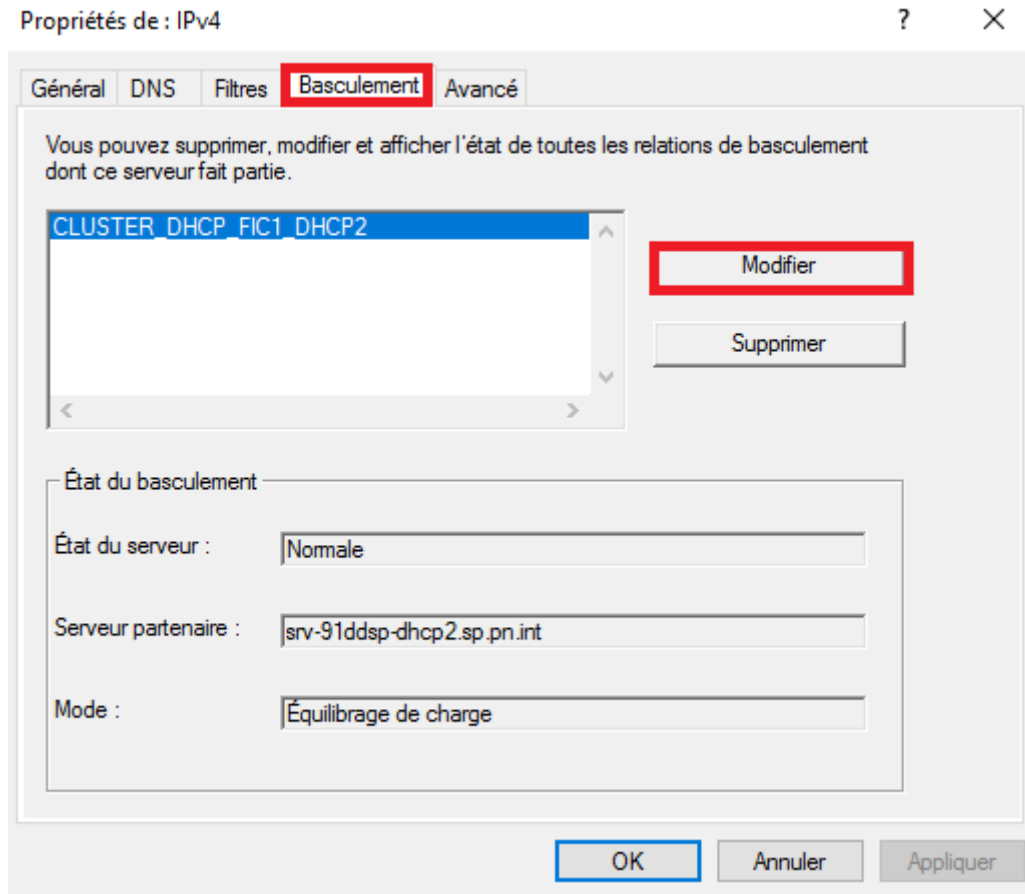 Propriétés de : IPv4 ? ×
Général DNS Filtres Basculement Avancé
Vous pouvez supprimer, modifier et afficher l'état de toutes les relations de basculement
dont ce serveur fait partie.
CLUSTER_DHCP_FIC1_DHCP2
Modifier
Supprimer
État du basculement
État du serveur : Normale
Serveur partenaire : srv-91ddsp-dhcp2.sp.pn.int
Mode : Équilibrage de charge
OK Annuler Appliquer